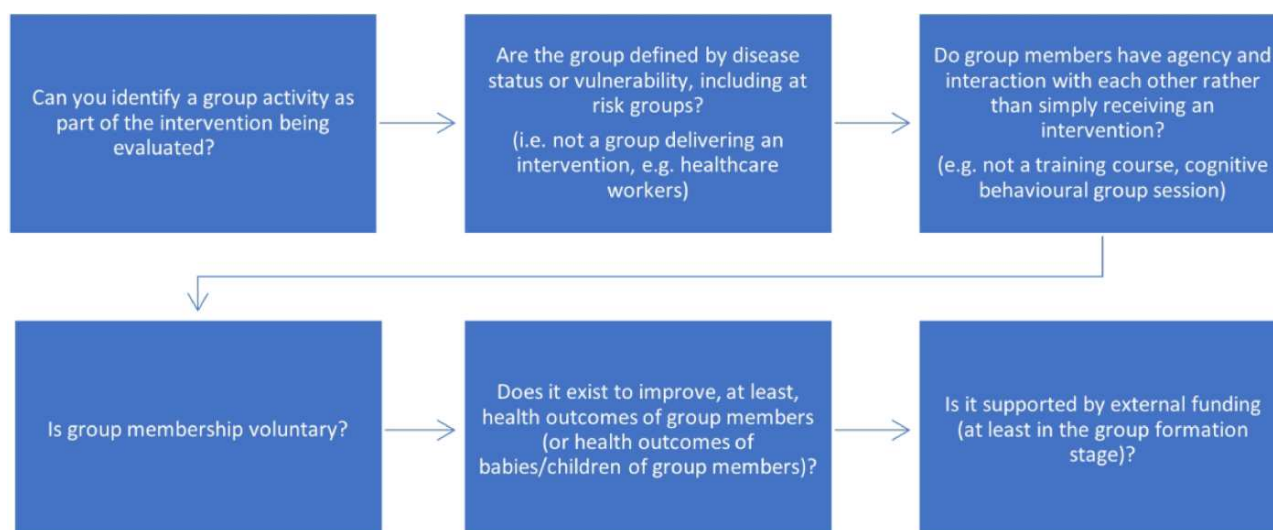 Can you identify a group activity as
part of the intervention being
evaluated?
Are the group defined by disease
status or vulnerability, including at
risk groups?
(i.e. not a group delivering an
intervention, e.g. healthcare
workers)
Do group members have agency and
interaction with each other rather
than simply receiving an
intervention?
(e.g. not a training course, cognitive
behavioural group session)
Is group membership voluntary?
Does it exist to improve, at least,
health outcomes of group members
(or health outcomes of
babies/children of group members)?
Is it supported by external funding
(at least in the group formation
stage)?